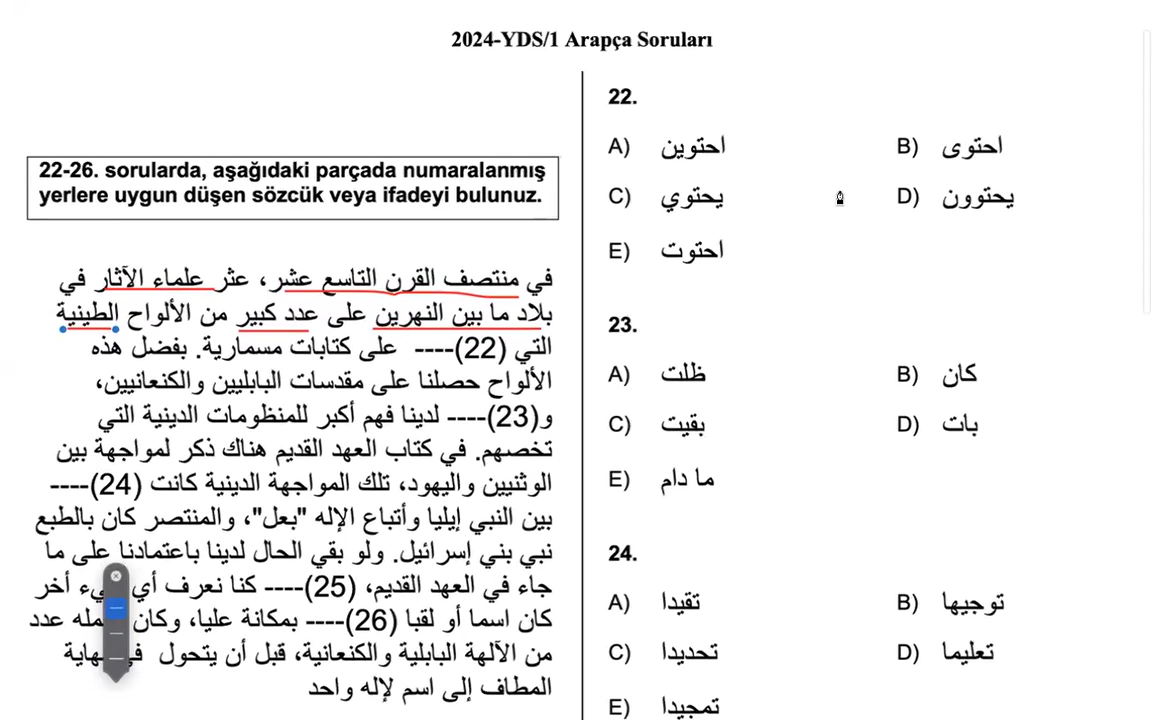 2024-YDS/1 Arapça Soruları
22-26. sorularda, aşağıdaki parçada numaralanmış
yerlere uygun düşen sözcük veya ifadeyi bulunuz.
في منتصف القرن التاسع عشر، عثر علماء الآثار في
بلاد ما بين النهرين على عدد كبير من الألواح الطينية
التي (22)---- على كتابات مسمارية. بفضل هذه
الألواح حصلنا على مقدسات البابليين والكنعانيين،
و(23)---- لدينا فهم أكبر للمنظومات الدينية التي
تخصهم. في كتاب العهد القديم هناك ذكر لمواجهة بين
الوثنيين واليهود، تلك المواجهة الدينية كانت (24)----
بين النبي إيليا وأتباع الإله "بعل"، والمنتصر كان بالطبع
نبي بني إسرائيل. ولو بقي الحال لدينا باعتمادنا على ما
جاء في العهد القديم، (25)---- كنا نعرف أي أخر
كان اسما أو لقبا (26)---- بمكانة عليا، وكان عدد
من الآلهة البابلية والكنعانية، قبل أن يتحول
المطاف إلى اسم لإله واحد
22.
A) احتوين
B) احتوى
C) يحتوي
D) يحتوون
E) احتوت
23.
A) ظلت
B) كان
C) بقيت
D) بات
E) ما دام
24.
A) تقيدا
B) توجيها
C) تحديدا
D) تعليما
E) تمجيدا